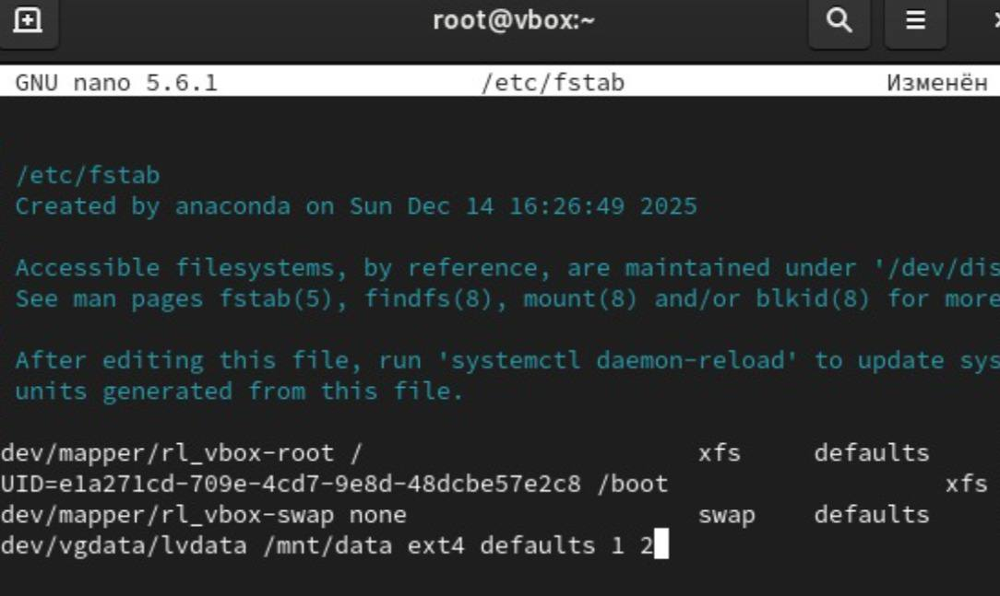 root@vbox:~
GNU nano 5.6.1 /etc/fstab Изменён
/etc/fstab
Created by anaconda on Sun Dec 14 16:26:49 2025
Accessible filesystems, by reference, are maintained under '/dev/dis
See man pages fstab(5), findfs(8), mount(8) and/or blkid(8) for more
After editing this file, run 'systemctl daemon-reload' to update sys
units generated from this file.
dev/mapper/rl_vbox-root / xfs defaults
UID=e1a271cd-709e-4cd7-9e8d-48dcbe57e2c8 /boot xfs
dev/mapper/rl_vbox-swap none swap defaults
dev/vgdata/lvdata /mnt/data ext4 defaults 1 2